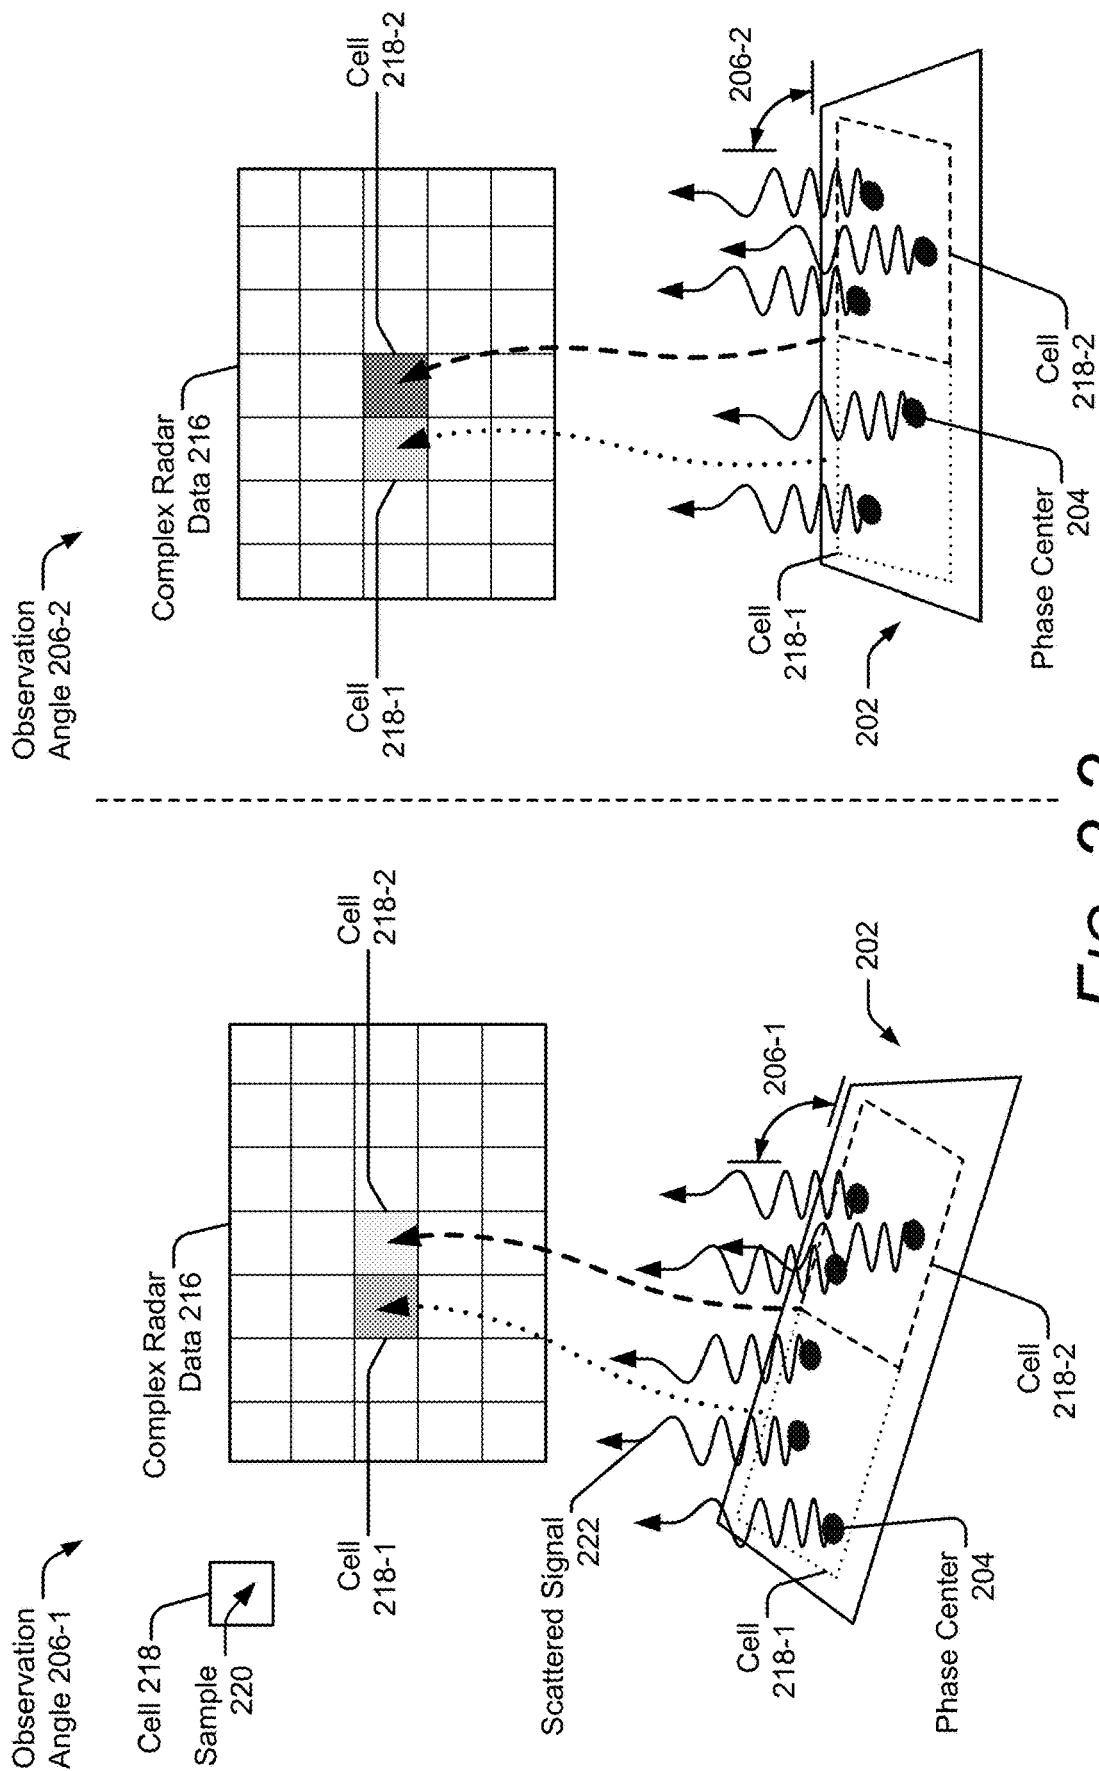 Observation
Angle 206-1
Cell 218
Sample
220
Complex Radar
Data 216
Cell
218-1
Cell
218-2
Scattered Signal
222
206-1
202
Cell
218-1
Phase Center
204
Cell
218-2
Observation
Angle 206-2
Complex Radar
Data 216
Cell
218-1
Cell
218-2
206-2
Cell
218-1
202
Phase Center
204
Cell
218-2